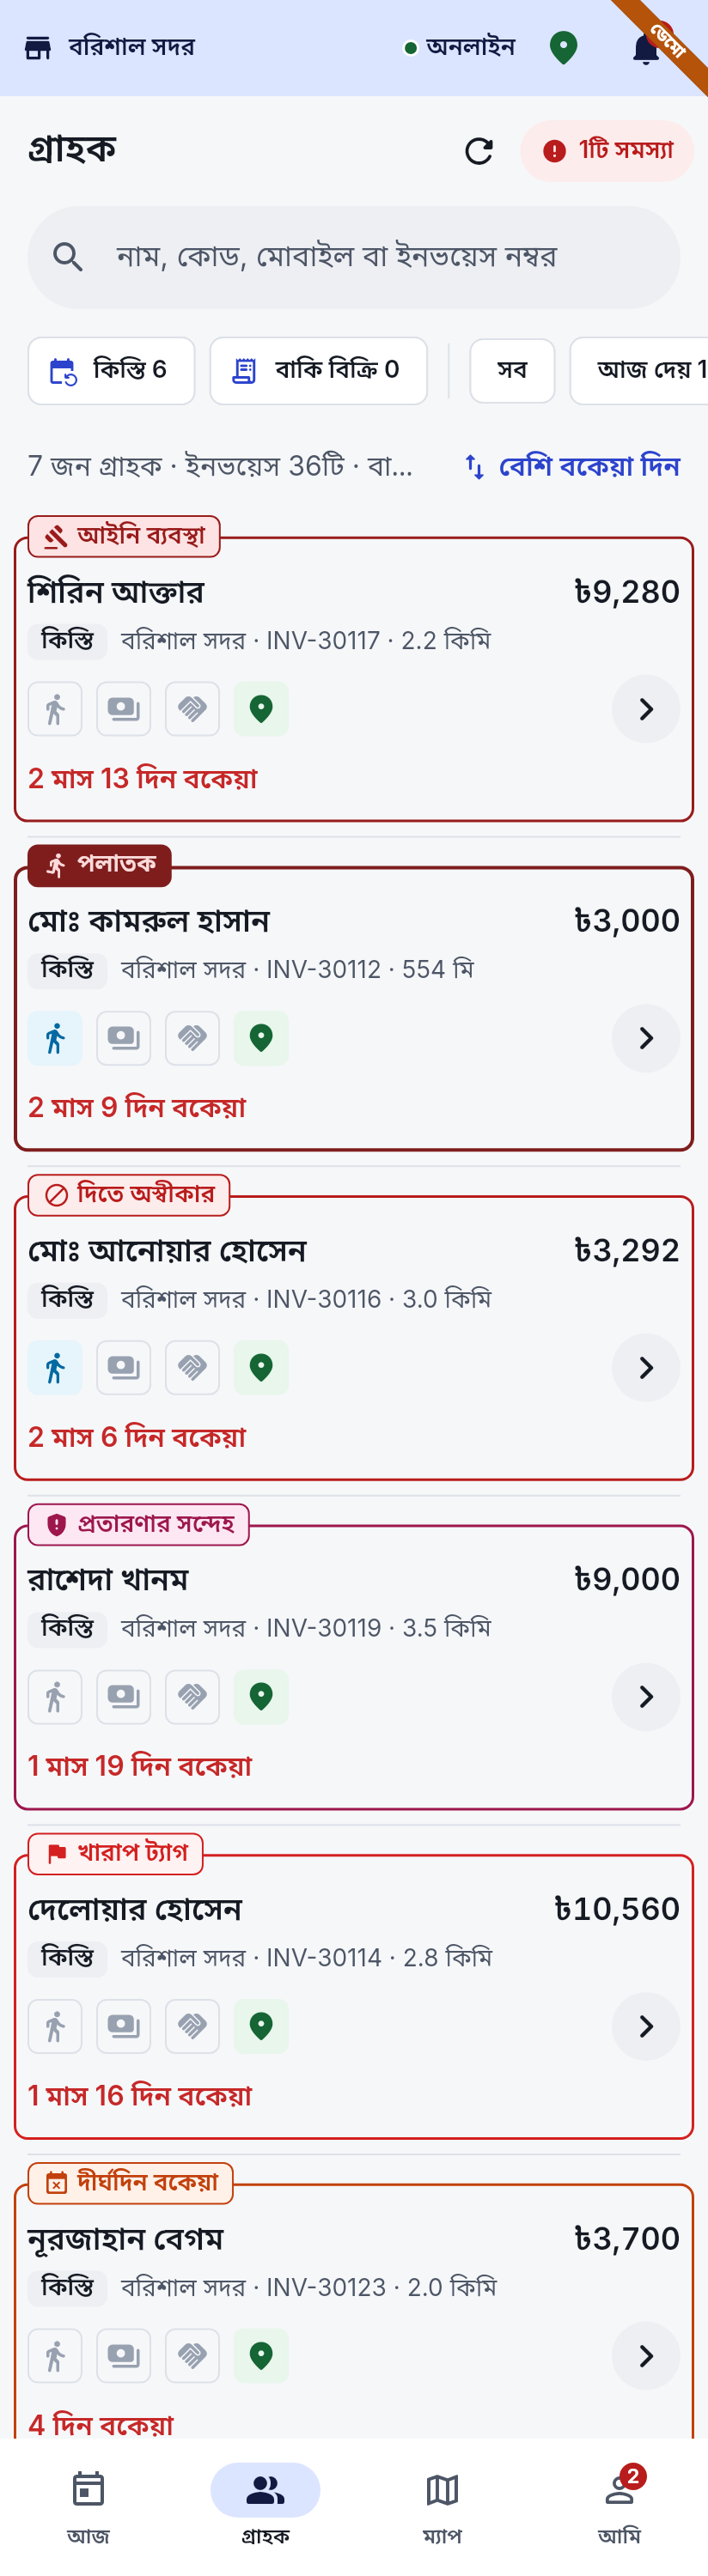 বরিশাল সদর
অনলাইন
ডেমো
গ্রাহক
1টি সমস্যা
নাম, কোড, মোবাইল বা ইনভয়েস নম্বর
কিস্তি 6
বাকি বিক্রি 0
সব
আজ দেয় 1
7 জন গ্রাহক · ইনভয়েস 36টি · বা...
বেশি বকেয়া দিন
আইনি ব্যবস্থা
শিরিন আক্তার
৳9,280
কিস্তি
বরিশাল সদর · INV-30117 · 2.2 কিমি
2 মাস 13 দিন বকেয়া
পলাতক
মোঃ কামরুল হাসান
৳3,000
কিস্তি
বরিশাল সদর · INV-30112 · 554 মি
2 মাস 9 দিন বকেয়া
দিতে অস্বীকার
মোঃ আনোয়ার হোসেন
৳3,292
কিস্তি
বরিশাল সদর · INV-30116 · 3.0 কিমি
2 মাস 6 দিন বকেয়া
প্রতারণার সন্দেহ
রাশেদা খানম
৳9,000
কিস্তি
বরিশাল সদর · INV-30119 · 3.5 কিমি
1 মাস 19 দিন বকেয়া
খারাপ ট্যাগ
দেলোয়ার হোসেন
৳10,560
কিস্তি
বরিশাল সদর · INV-30114 · 2.8 কিমি
1 মাস 16 দিন বকেয়া
দীর্ঘদিন বকেয়া
নূরজাহান বেগম
৳3,700
কিস্তি
বরিশাল সদর · INV-30123 · 2.0 কিমি
4 দিন বকেয়া
2
আজ
গ্রাহক
ম্যাপ
আমি